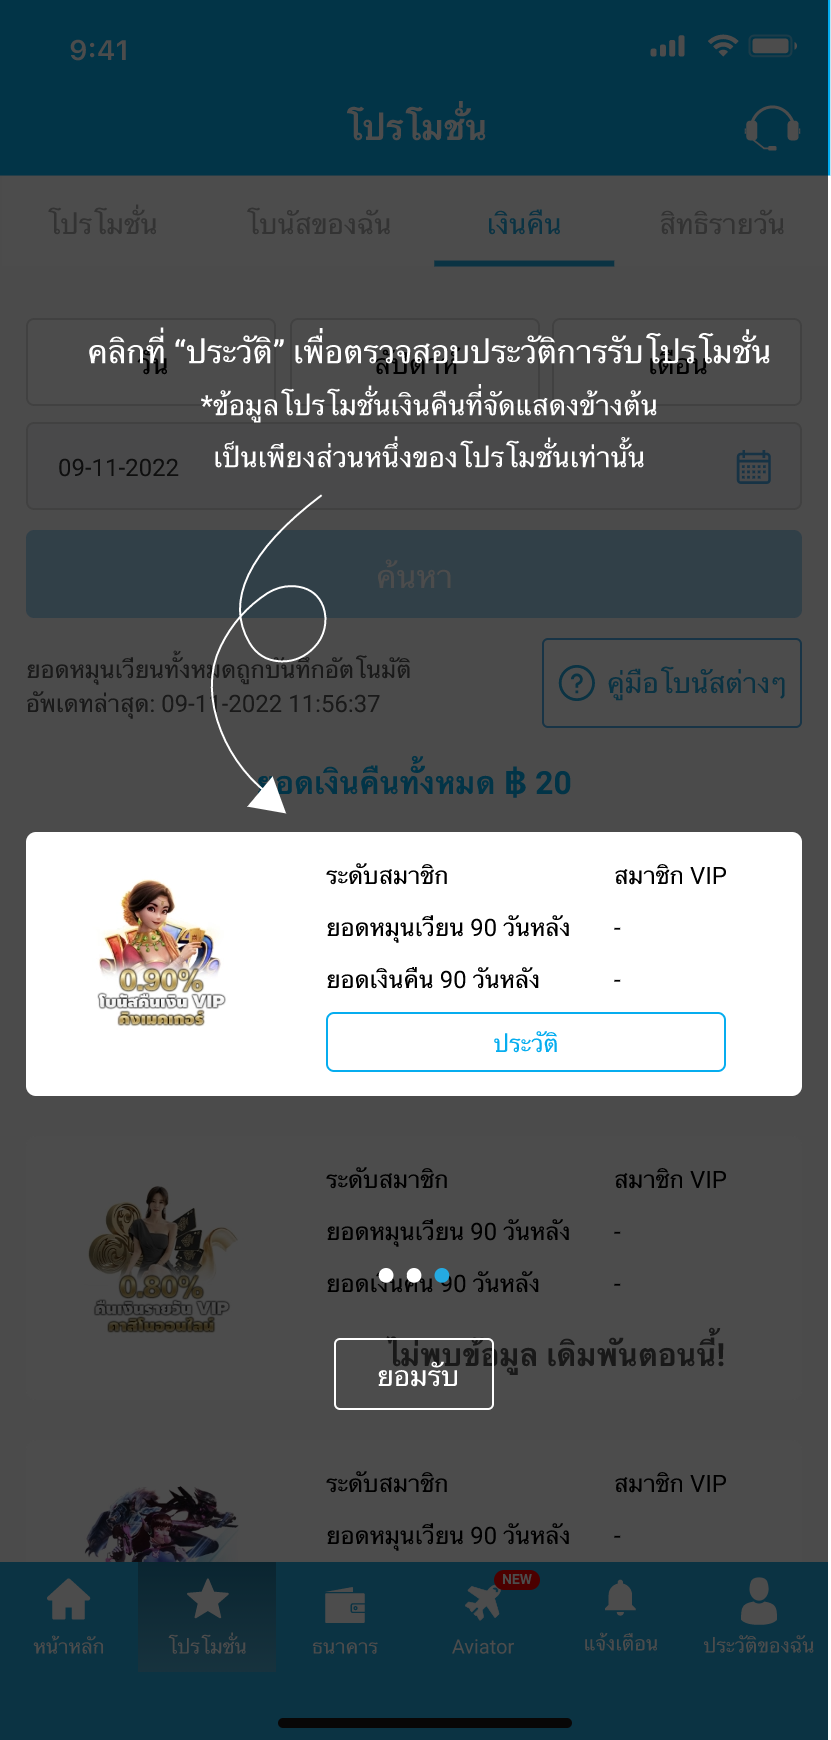 9:41
โปรโมชั่น
โปรโมชั่น โบนัสของฉัน เงินคืน สิทธิรายวัน
วัน สัปดาห์ เดือน
คลิกที่ “ประวัติ” เพื่อตรวจสอบประวัติการรับโปรโมชั่น
*ข้อมูลโปรโมชั่นเงินคืนที่จัดแสดงข้างต้น
เป็นเพียงส่วนหนึ่งของโปรโมชั่นเท่านั้น
09-11-2022
ค้นหา
ยอดหมุนเวียนทั้งหมดถูกบันทึกอัตโนมัติ
อัพเดทล่าสุด: 09-11-2022 11:56:37
? คู่มือโบนัสต่างๆ
ยอดเงินคืนทั้งหมด ฿ 20
0.90%
โบนัสคืนเงิน VIP
คิงเมคเกอร์
ระดับสมาชิก สมาชิก VIP
ยอดหมุนเวียน 90 วันหลัง -
ยอดเงินคืน 90 วันหลัง -
ประวัติ
0.80%
คืนเงินรายวัน VIP
คาสิโนออนไลน์
ระดับสมาชิก สมาชิก VIP
ยอดหมุนเวียน 90 วันหลัง -
ยอดเงินคืน 90 วันหลัง -
ไม่พบข้อมูล เดิมพันตอนนี้!
ยอมรับ
ระดับสมาชิก สมาชิก VIP
ยอดหมุนเวียน 90 วันหลัง -
NEW
หน้าหลัก โปรโมชั่น ธนาคาร Aviator แจ้งเตือน ประวัติของฉัน